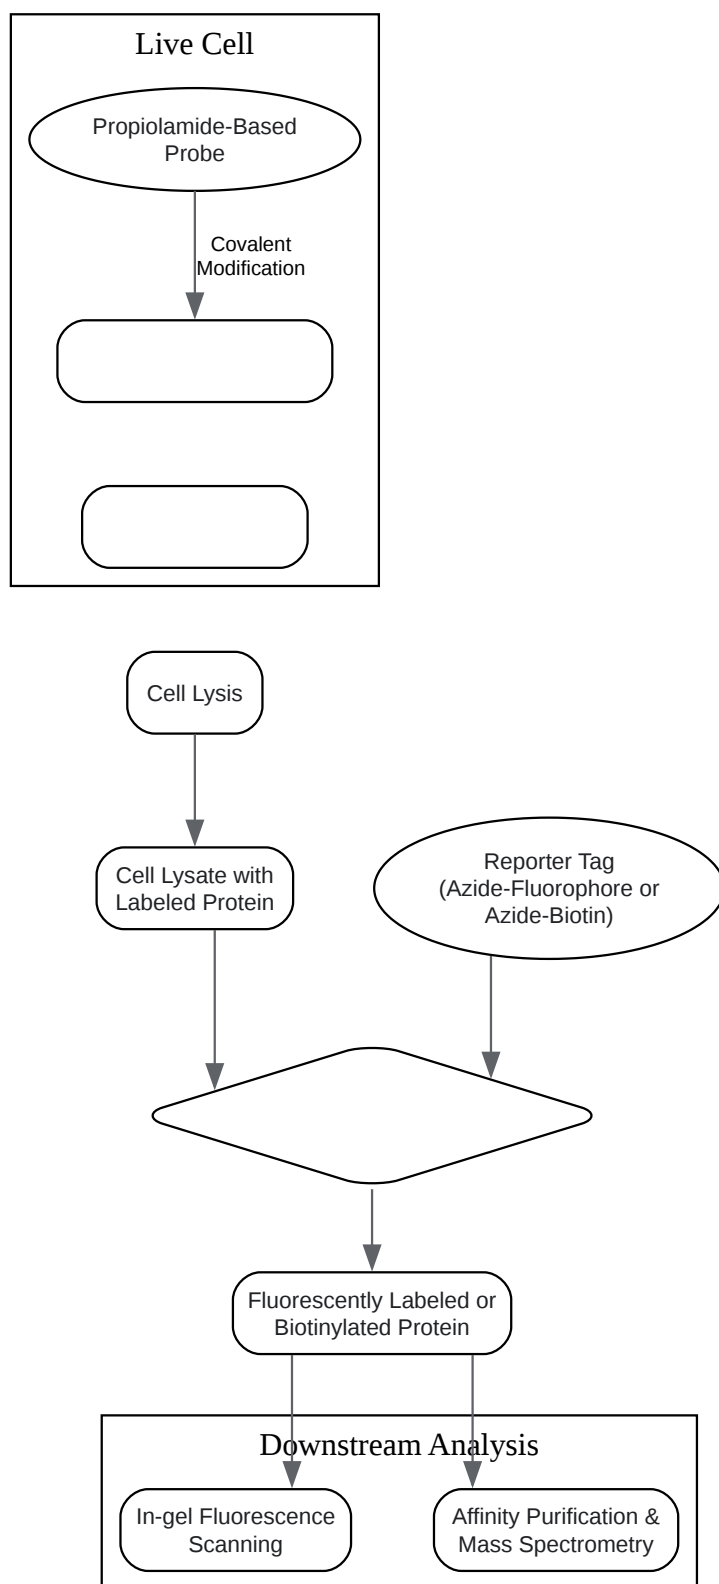 Live Cell
Propiolamide-Based
Probe
Covalent
Modification
Cell Lysis
Cell Lysate with
Labeled Protein
Reporter Tag
(Azide-Fluorophore or
Azide-Biotin)
Fluorescently Labeled or
Biotinylated Protein
Downstream Analysis
In-gel Fluorescence
Scanning
Affinity Purification &
Mass Spectrometry